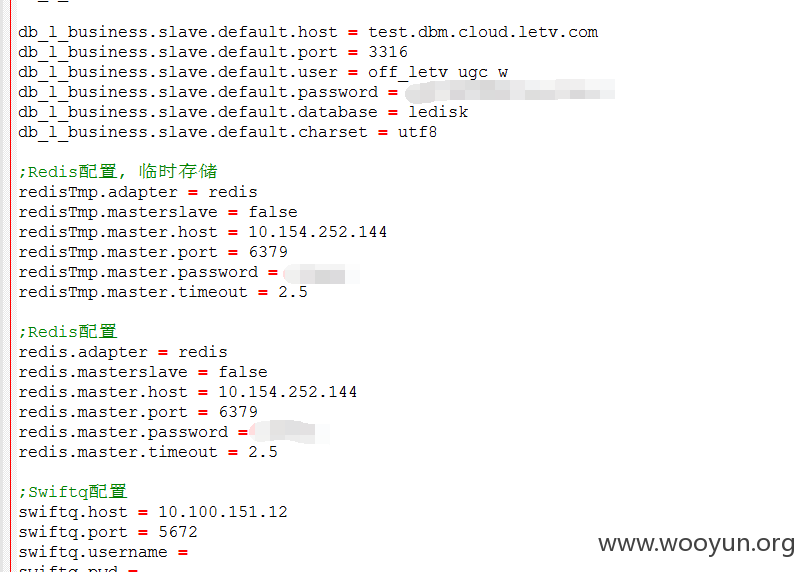 db_l_business.slave.default.host = test.dbm.cloud.letv.com
db_l_business.slave.default.port = 3316
db_l_business.slave.default.user = off_letv_ugc_w
db_l_business.slave.default.password =
db_l_business.slave.default.database = ledisk
db_l_business.slave.default.charset = utf8
;Redis配置, 临时存储
redisTmp.adapter = redis
redisTmp.masterslave = false
redisTmp.master.host = 10.154.252.144
redisTmp.master.port = 6379
redisTmp.master.password =
redisTmp.master.timeout = 2.5
;Redis配置
redis.adapter = redis
redis.masterslave = false
redis.master.host = 10.154.252.144
redis.master.port = 6379
redis.master.password =
redis.master.timeout = 2.5
;Swiftq配置
swiftq.host = 10.100.151.12
swiftq.port = 5672
swiftq.username =
swiftq.pwd =
www.wooyun.org